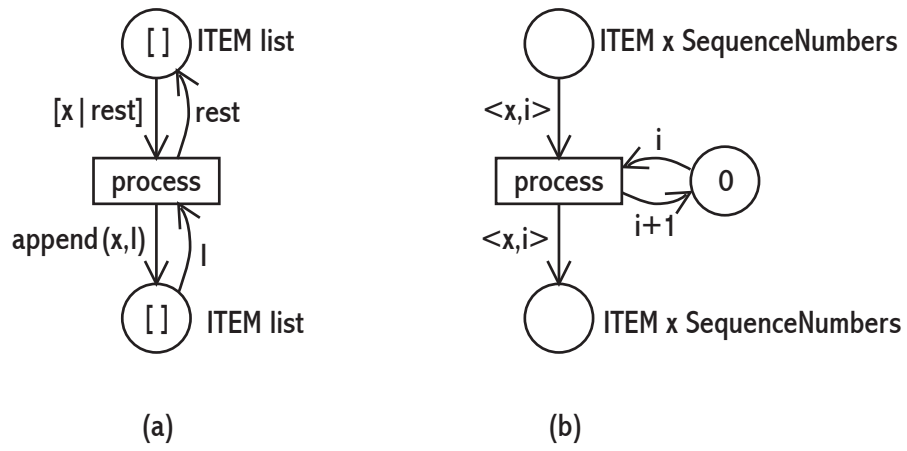 [ ] ITEM list
[x | rest] rest
process
append (x,l) l
[ ] ITEM list
(a)
ITEM x SequenceNumbers
<x,i>
i
process 0
i+1
<x,i>
ITEM x SequenceNumbers
(b)